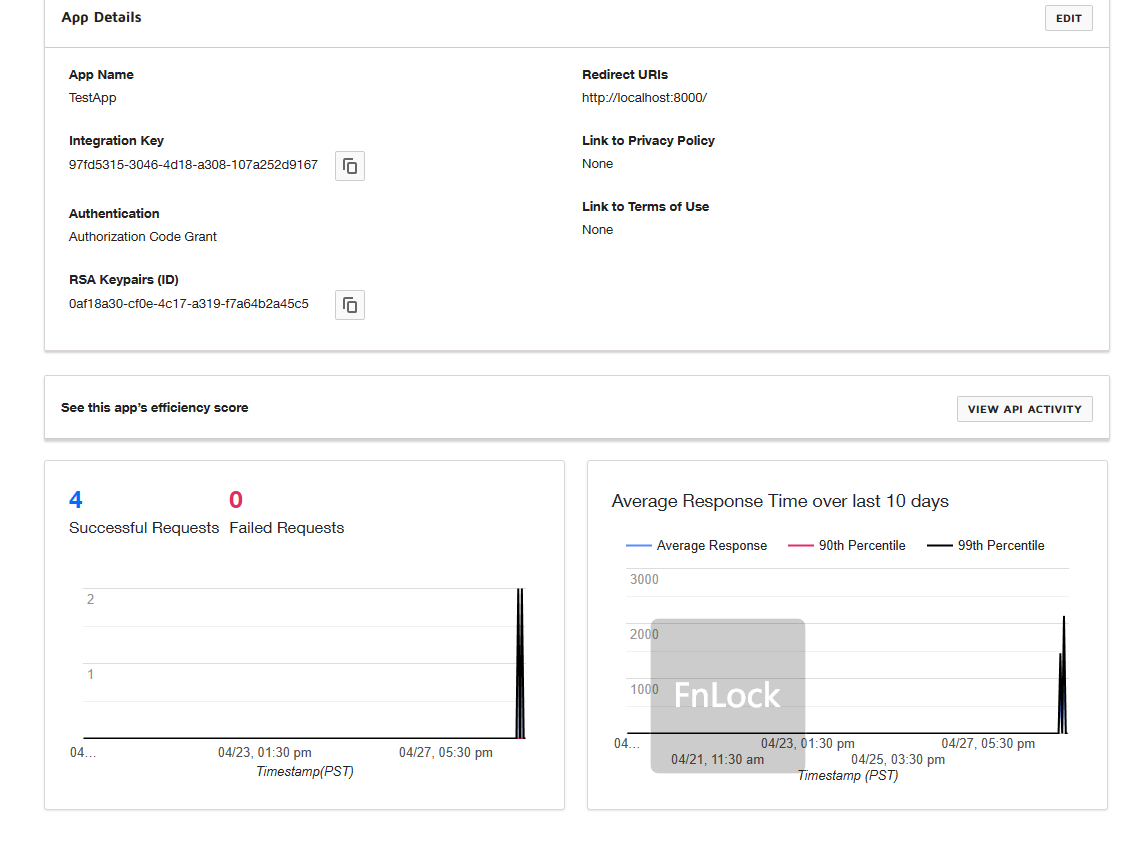 App Details
EDIT
App Name
TestApp
Redirect URIs
http://localhost:8000/
Integration Key
97fd5315-3046-4d18-a308-107a252d9167
Link to Privacy Policy
None
Authentication
Authorization Code Grant
Link to Terms of Use
None
RSA Keypairs (ID)
0af18a30-cf0e-4c17-a319-f7a64b2a45c5
See this app's efficiency score
VIEW API ACTIVITY
4
Successful Requests
0
Failed Requests
2
1
04…
04/23, 01:30 pm
04/27, 05:30 pm
Timestamp(PST)
Average Response Time over last 10 days
Average Response
90th Percentile
99th Percentile
3000
2000
1000
FnLock
04…
04/23, 01:30 pm
04/27, 05:30 pm
04/21, 11:30 am
04/25, 03:30 pm
Timestamp (PST)